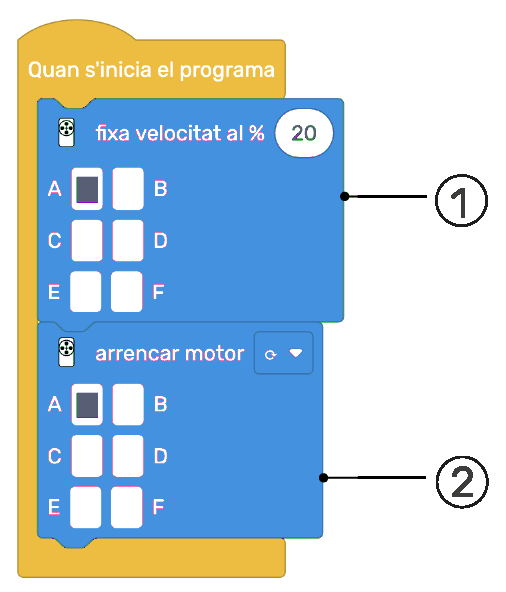 Quan s'inicia el programa
fixa velocitat al % 20
A B
C D
E F
1
arrencar motor
A B
C D
E F
2